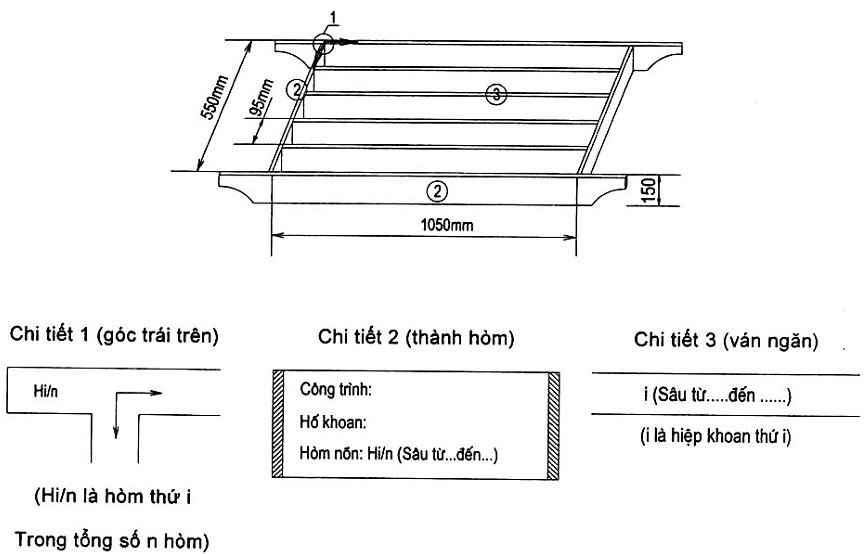 1
2
3
550mm
95mm
2
150
1050mm
Chi tiết 1 (góc trái trên)
Chi tiết 2 (thành hòm)
Chi tiết 3 (ván ngăn)
Hi/n
Công trình:
Hố khoan:
Hòm nõn: Hi/n (Sâu từ...đến...)
i (Sâu từ.....đến ......)
(i là hiệp khoan thứ i)
(Hi/n là hòm thứ i
Trong tổng số n hòm)